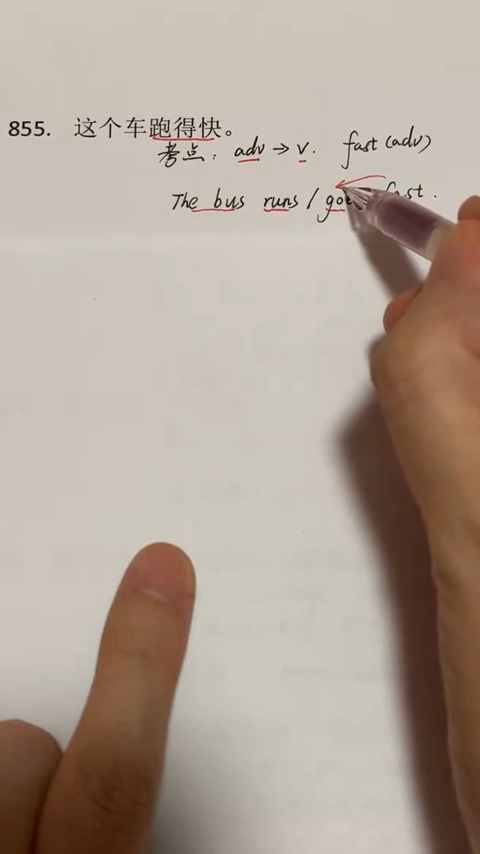 855. 这个车跑得快。
考点: adv → v. fast (adv)
The bus runs / goes fast.